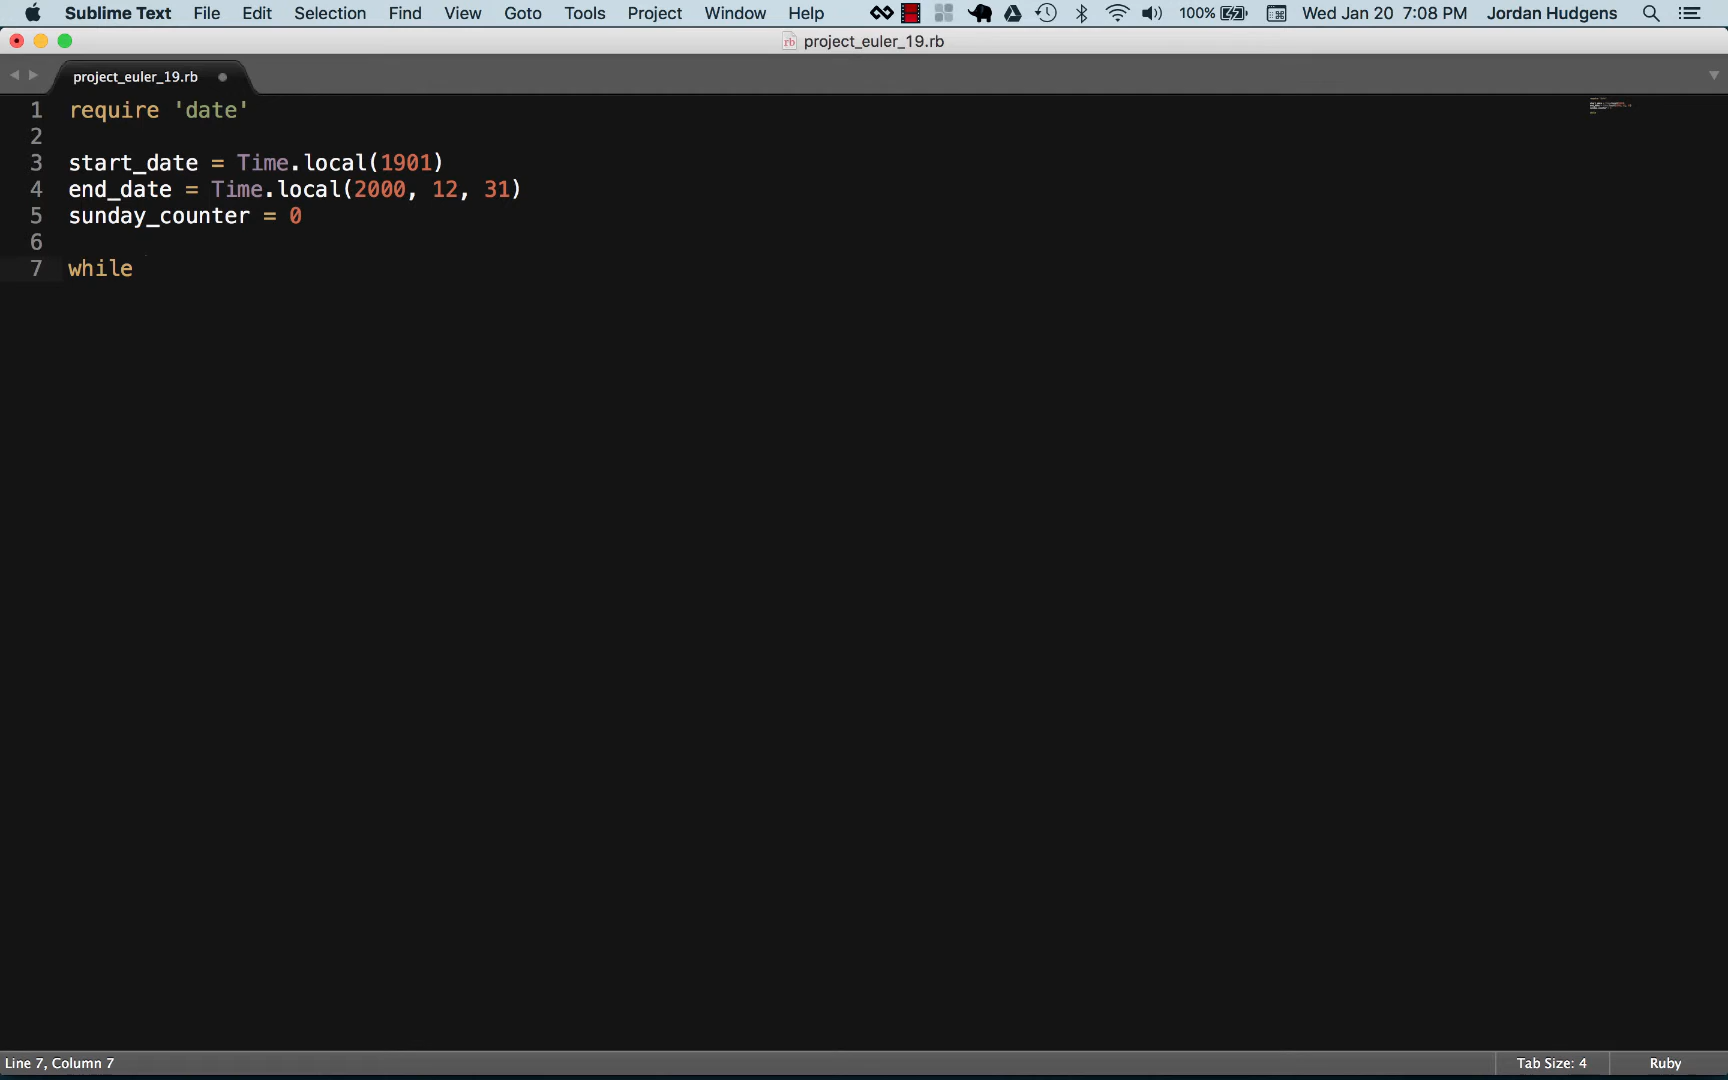 Sublime Text File Edit Selection Find View Goto Tools Project Window Help 100% Wed Jan 20 7:08 PM Jordan Hudgens
project_euler_19.rb
project_euler_19.rb
1 require 'date'
2
3 start_date = Time.local(1901)
4 end_date = Time.local(2000, 12, 31)
5 sunday_counter = 0
6
7 while
Line 7, Column 7 Tab Size: 4 Ruby